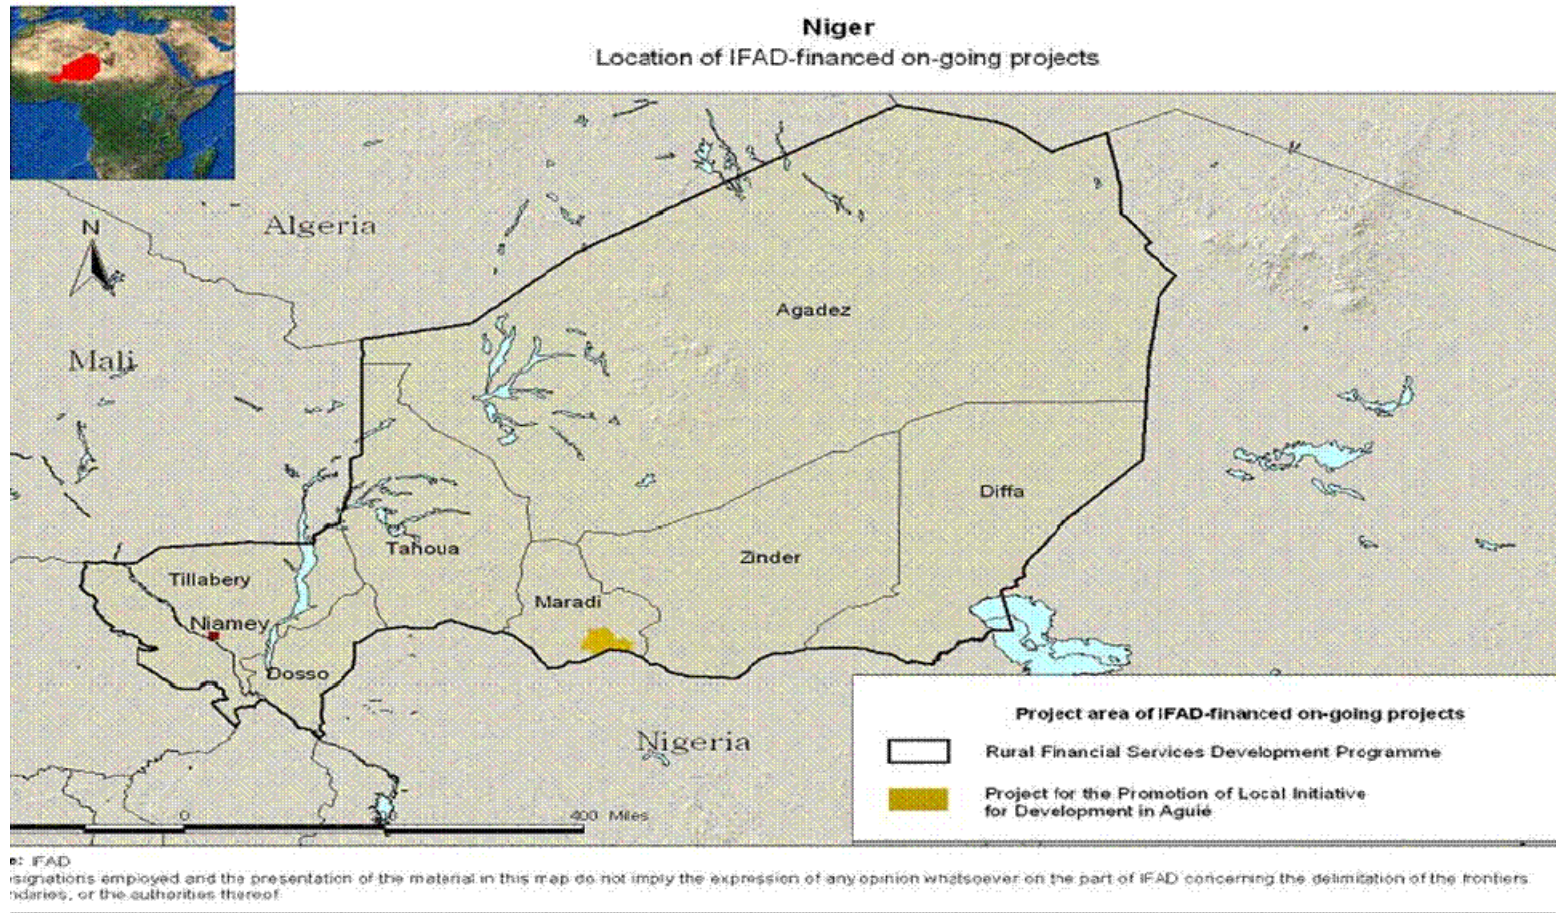 Niger
Location of IFAD-financed on-going projects
Algeria
N
Agadez
Mali
Diffa
Tahoua
Zinder
Tillabery
Maradi
Niamey
Dosso
Nigeria
Project area of IFAD-financed on-going projects
Rural Financial Services Development Programme
Project for the Promotion of Local Initiative
for Development in Aguié
0
400 Miles
e: IFAD
signations employed and the presentation of the material in this map do not imply the expression of any opinion whatsoever on the part of IFAD concerning the delimitation of the frontiers
ndaries, or the authorities thereof